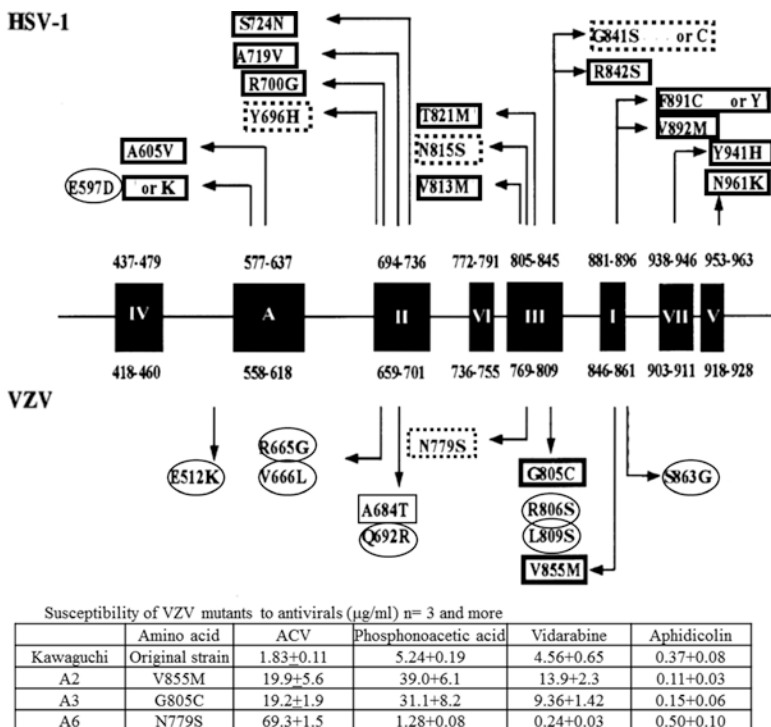 HSV-1
S724N
A719V
R700G
Y696H
A605V
E597D or K
T821M
N815S
V813M
G841S or C
R842S
F891C or Y
V892M
Y941H
N961K
437-479 577-637 694-736 772-791 805-845 881-896 938-946 953-963
IV A II VI III I VII V
418-460 558-618 659-701 736-755 769-809 846-861 903-911 918-928
VZV
E512K
R665G
V666L
A684T
Q692R
N779S
G805C
R806S
L809S
V855M
S863G
Susceptibility of VZV mutants to antivirals (µg/ml) n= 3 and more
Amino acid ACV Phosphonoacetic acid Vidarabine Aphidicolin
Kawaguchi Original strain 1.83±0.11 5.24+0.19 4.56+0.65 0.37+0.08
A2 V855M 19.9±5.6 39.0+6.1 13.9+2.3 0.11+0.03
A3 G805C 19.2±1.9 31.1+8.2 9.36+1.42 0.15+0.06
A6 N779S 69.3±1.5 1.28+0.08 0.24+0.03 0.50+0.10